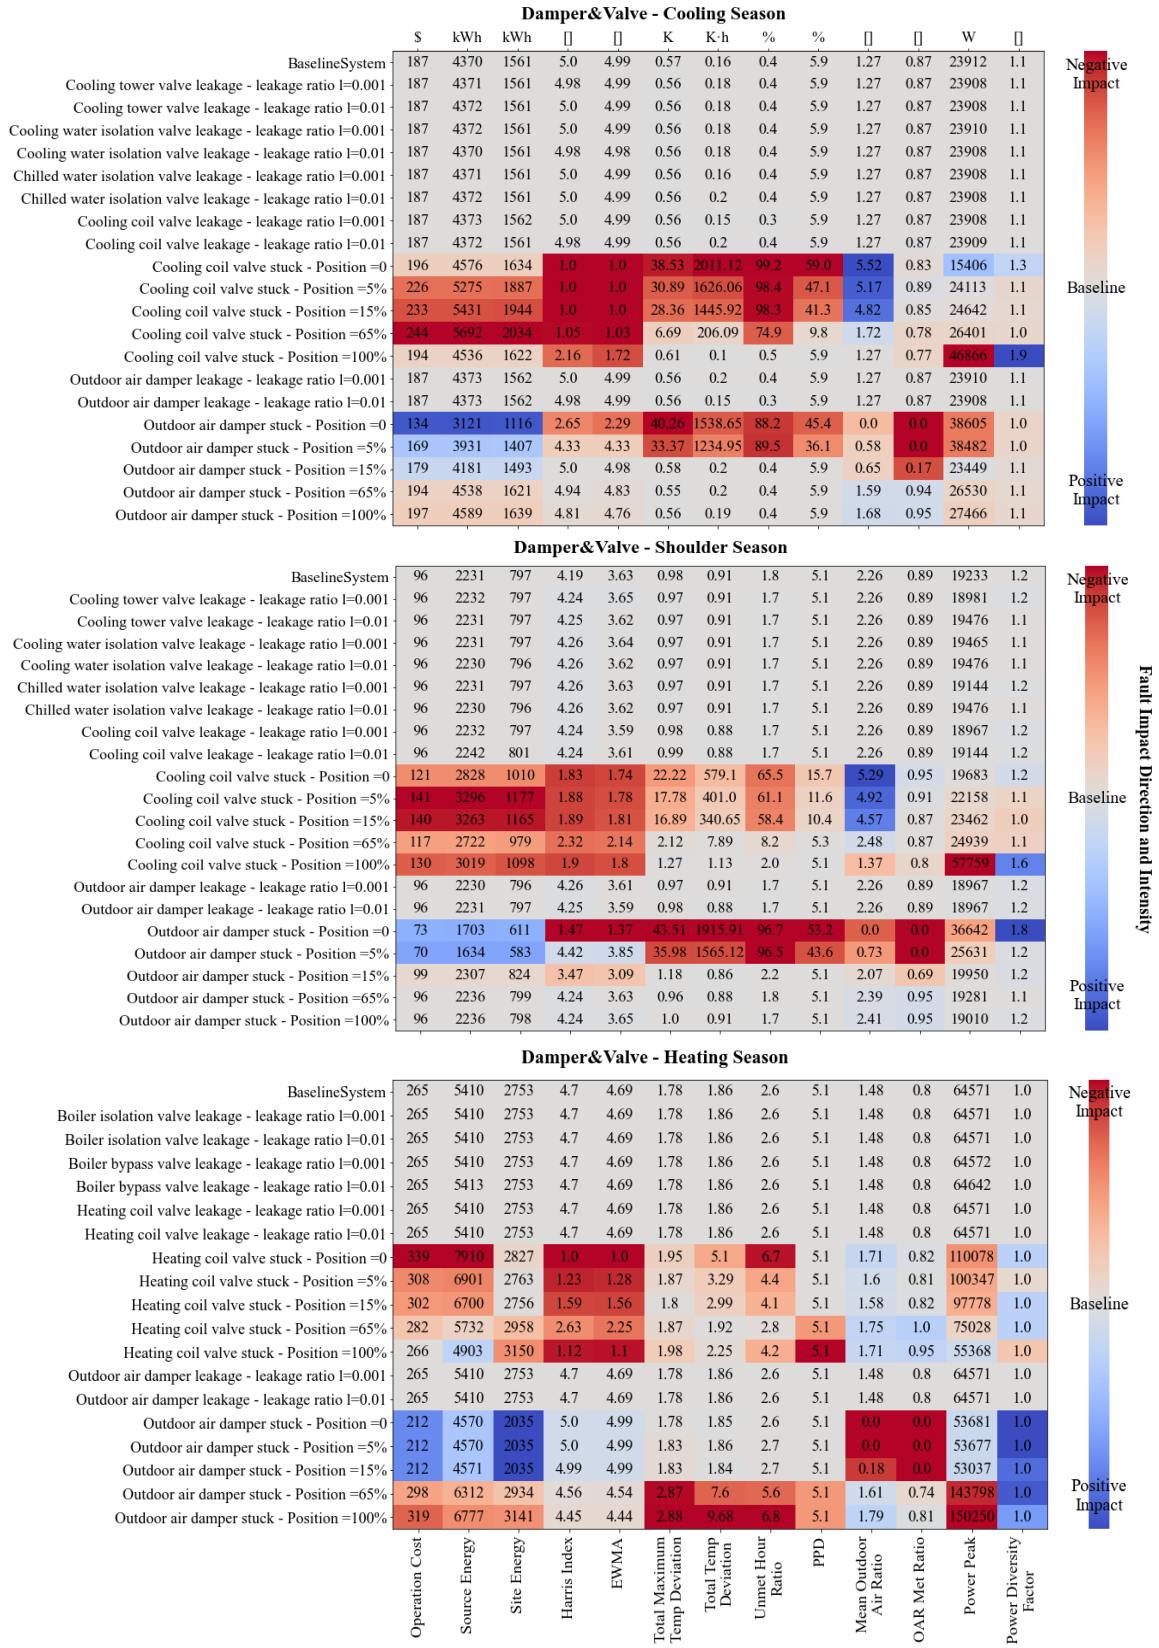 Damper&Valve - Cooling Season
$ kWh kWh [] [] K K·h % % [] [] W []
BaselineSystem 187 4370 1561 5.0 4.99 0.57 0.16 0.4 5.9 1.27 0.87 23912 1.1
Cooling tower valve leakage - leakage ratio l=0.001 187 4371 1561 4.98 4.99 0.56 0.18 0.4 5.9 1.27 0.87 23908 1.1
Cooling tower valve leakage - leakage ratio l=0.01 187 4372 1561 5.0 4.99 0.56 0.18 0.4 5.9 1.27 0.87 23908 1.1
Cooling water isolation valve leakage - leakage ratio l=0.001 187 4372 1561 5.0 4.99 0.56 0.18 0.4 5.9 1.27 0.87 23910 1.1
Cooling water isolation valve leakage - leakage ratio l=0.01 187 4370 1561 4.98 4.98 0.56 0.18 0.4 5.9 1.27 0.87 23908 1.1
Chilled water isolation valve leakage - leakage ratio l=0.001 187 4371 1561 5.0 4.99 0.56 0.16 0.4 5.9 1.27 0.87 23908 1.1
Chilled water isolation valve leakage - leakage ratio l=0.01 187 4372 1561 5.0 4.99 0.56 0.2 0.4 5.9 1.27 0.87 23908 1.1
Cooling coil valve leakage - leakage ratio l=0.001 187 4373 1562 5.0 4.99 0.56 0.15 0.3 5.9 1.27 0.87 23908 1.1
Cooling coil valve leakage - leakage ratio l=0.01 187 4372 1561 4.98 4.99 0.56 0.2 0.4 5.9 1.27 0.87 23909 1.1
Cooling coil valve stuck - Position =0 196 4576 1634 1.0 1.0 38.53 2011.12 99.2 59.0 5.52 0.83 15406 1.3
Cooling coil valve stuck - Position =5% 226 5275 1887 1.0 1.0 30.89 1626.06 98.4 47.1 5.17 0.89 24113 1.1
Cooling coil valve stuck - Position =15% 233 5431 1944 1.0 1.0 28.36 1445.92 98.3 41.3 4.82 0.85 24642 1.1
Cooling coil valve stuck - Position =65% 244 5692 2034 1.05 1.03 6.69 206.09 74.9 9.8 1.72 0.78 26401 1.0
Cooling coil valve stuck - Position =100% 194 4536 1622 2.16 1.72 0.61 0.1 0.5 5.9 1.27 0.77 46866 1.9
Outdoor air damper leakage - leakage ratio l=0.001 187 4373 1562 5.0 4.99 0.56 0.2 0.4 5.9 1.27 0.87 23910 1.1
Outdoor air damper leakage - leakage ratio l=0.01 187 4373 1562 4.98 4.99 0.56 0.15 0.3 5.9 1.27 0.87 23908 1.1
Outdoor air damper stuck - Position =0 134 3121 1116 2.65 2.29 40.26 1538.65 88.2 45.4 0.0 0.0 38605 1.0
Outdoor air damper stuck - Position =5% 169 3931 1407 4.33 4.33 33.37 1234.95 89.5 36.1 0.58 0.0 38482 1.0
Outdoor air damper stuck - Position =15% 179 4181 1493 5.0 4.98 0.58 0.2 0.4 5.9 0.65 0.17 23449 1.1
Outdoor air damper stuck - Position =65% 194 4538 1621 4.94 4.83 0.55 0.2 0.4 5.9 1.59 0.94 26530 1.1
Outdoor air damper stuck - Position =100% 197 4589 1639 4.81 4.76 0.56 0.19 0.4 5.9 1.68 0.95 27466 1.1
Negative
Impact
Baseline
Positive
Impact
Damper&Valve - Shoulder Season
BaselineSystem 96 2231 797 4.19 3.63 0.98 0.91 1.8 5.1 2.26 0.89 19233 1.2
Cooling tower valve leakage - leakage ratio l=0.001 96 2232 797 4.24 3.65 0.97 0.91 1.7 5.1 2.26 0.89 18981 1.2
Cooling tower valve leakage - leakage ratio l=0.01 96 2231 797 4.25 3.62 0.97 0.91 1.7 5.1 2.26 0.89 19476 1.1
Cooling water isolation valve leakage - leakage ratio l=0.001 96 2231 797 4.26 3.64 0.97 0.91 1.7 5.1 2.26 0.89 19465 1.1
Cooling water isolation valve leakage - leakage ratio l=0.01 96 2230 796 4.26 3.62 0.97 0.91 1.7 5.1 2.26 0.89 19476 1.1
Chilled water isolation valve leakage - leakage ratio l=0.001 96 2231 797 4.26 3.63 0.97 0.91 1.7 5.1 2.26 0.89 19144 1.2
Chilled water isolation valve leakage - leakage ratio l=0.01 96 2230 796 4.26 3.62 0.97 0.91 1.7 5.1 2.26 0.89 19476 1.1
Cooling coil valve leakage - leakage ratio l=0.001 96 2232 797 4.24 3.59 0.98 0.88 1.7 5.1 2.26 0.89 18967 1.2
Cooling coil valve leakage - leakage ratio l=0.01 96 2242 801 4.24 3.61 0.99 0.88 1.7 5.1 2.26 0.89 19144 1.2
Cooling coil valve stuck - Position =0 121 2828 1010 1.83 1.74 22.22 579.1 65.5 15.7 5.29 0.95 19683 1.2
Cooling coil valve stuck - Position =5% 141 3296 1177 1.88 1.78 17.78 401.0 61.1 11.6 4.92 0.91 22158 1.1
Cooling coil valve stuck - Position =15% 140 3263 1165 1.89 1.81 16.89 340.65 58.4 10.4 4.57 0.87 23462 1.0
Cooling coil valve stuck - Position =65% 117 2722 979 2.32 2.14 2.12 7.89 8.2 5.3 2.48 0.87 24939 1.1
Cooling coil valve stuck - Position =100% 130 3019 1098 1.9 1.8 1.27 1.13 2.0 5.1 1.37 0.8 57759 1.6
Outdoor air damper leakage - leakage ratio l=0.001 96 2230 796 4.26 3.61 0.97 0.91 1.7 5.1 2.26 0.89 18967 1.2
Outdoor air damper leakage - leakage ratio l=0.01 96 2231 797 4.25 3.59 0.98 0.88 1.7 5.1 2.26 0.89 18967 1.2
Outdoor air damper stuck - Position =0 73 1703 611 1.47 1.37 43.51 1915.91 96.7 53.2 0.0 0.0 36642 1.8
Outdoor air damper stuck - Position =5% 70 1634 583 4.42 3.85 35.98 1565.12 96.5 43.6 0.73 0.0 25631 1.2
Outdoor air damper stuck - Position =15% 99 2307 824 3.47 3.09 1.18 0.86 2.2 5.1 2.07 0.69 19950 1.2
Outdoor air damper stuck - Position =65% 96 2236 799 4.24 3.63 0.96 0.88 1.8 5.1 2.39 0.95 19281 1.1
Outdoor air damper stuck - Position =100% 96 2236 798 4.24 3.65 1.0 0.91 1.7 5.1 2.41 0.95 19010 1.2
Negative
Impact
Baseline
Positive
Impact
Fault Impact Direction and Intensity
Damper&Valve - Heating Season
BaselineSystem 265 5410 2753 4.7 4.69 1.78 1.86 2.6 5.1 1.48 0.8 64571 1.0
Boiler isolation valve leakage - leakage ratio l=0.001 265 5410 2753 4.7 4.69 1.78 1.86 2.6 5.1 1.48 0.8 64571 1.0
Boiler isolation valve leakage - leakage ratio l=0.01 265 5410 2753 4.7 4.69 1.78 1.86 2.6 5.1 1.48 0.8 64571 1.0
Boiler bypass valve leakage - leakage ratio l=0.001 265 5410 2753 4.7 4.69 1.78 1.86 2.6 5.1 1.48 0.8 64572 1.0
Boiler bypass valve leakage - leakage ratio l=0.01 265 5413 2753 4.7 4.69 1.78 1.86 2.6 5.1 1.48 0.8 64642 1.0
Heating coil valve leakage - leakage ratio l=0.001 265 5410 2753 4.7 4.69 1.78 1.86 2.6 5.1 1.48 0.8 64571 1.0
Heating coil valve leakage - leakage ratio l=0.01 265 5410 2753 4.7 4.69 1.78 1.86 2.6 5.1 1.48 0.8 64571 1.0
Heating coil valve stuck - Position =0 339 7910 2827 1.0 1.0 1.95 5.1 6.7 5.1 1.71 0.82 110078 1.0
Heating coil valve stuck - Position =5% 308 6901 2763 1.23 1.28 1.87 3.29 4.4 5.1 1.6 0.81 100347 1.0
Heating coil valve stuck - Position =15% 302 6700 2756 1.59 1.56 1.8 2.99 4.1 5.1 1.58 0.82 97778 1.0
Heating coil valve stuck - Position =65% 282 5732 2958 2.63 2.25 1.87 1.92 2.8 5.1 1.75 1.0 75028 1.0
Heating coil valve stuck - Position =100% 266 4903 3150 1.12 1.1 1.98 2.25 4.2 5.1 1.71 0.95 55368 1.0
Outdoor air damper leakage - leakage ratio l=0.001 265 5410 2753 4.7 4.69 1.78 1.86 2.6 5.1 1.48 0.8 64571 1.0
Outdoor air damper leakage - leakage ratio l=0.01 265 5410 2753 4.7 4.69 1.78 1.86 2.6 5.1 1.48 0.8 64571 1.0
Outdoor air damper stuck - Position =0 212 4570 2035 5.0 4.99 1.78 1.85 2.6 5.1 0.0 0.0 53681 1.0
Outdoor air damper stuck - Position =5% 212 4570 2035 5.0 4.99 1.83 1.86 2.7 5.1 0.0 0.0 53677 1.0
Outdoor air damper stuck - Position =15% 212 4571 2035 4.99 4.99 1.83 1.84 2.7 5.1 0.18 0.0 53037 1.0
Outdoor air damper stuck - Position =65% 298 6312 2934 4.56 4.54 2.87 7.6 5.6 5.1 1.61 0.74 143798 1.0
Outdoor air damper stuck - Position =100% 319 6777 3141 4.45 4.44 2.88 9.68 6.8 5.1 1.79 0.81 150250 1.0
Negative
Impact
Baseline
Positive
Impact
Operation Cost
Source Energy
Site Energy
Harris Index
EWMA
Total Maximum
Temp Deviation
Total Temp
Deviation
Unmet Hour
Ratio
PPD
Mean Outdoor
Air Ratio
OAR Met Ratio
Power Peak
Power Diversity
Factor